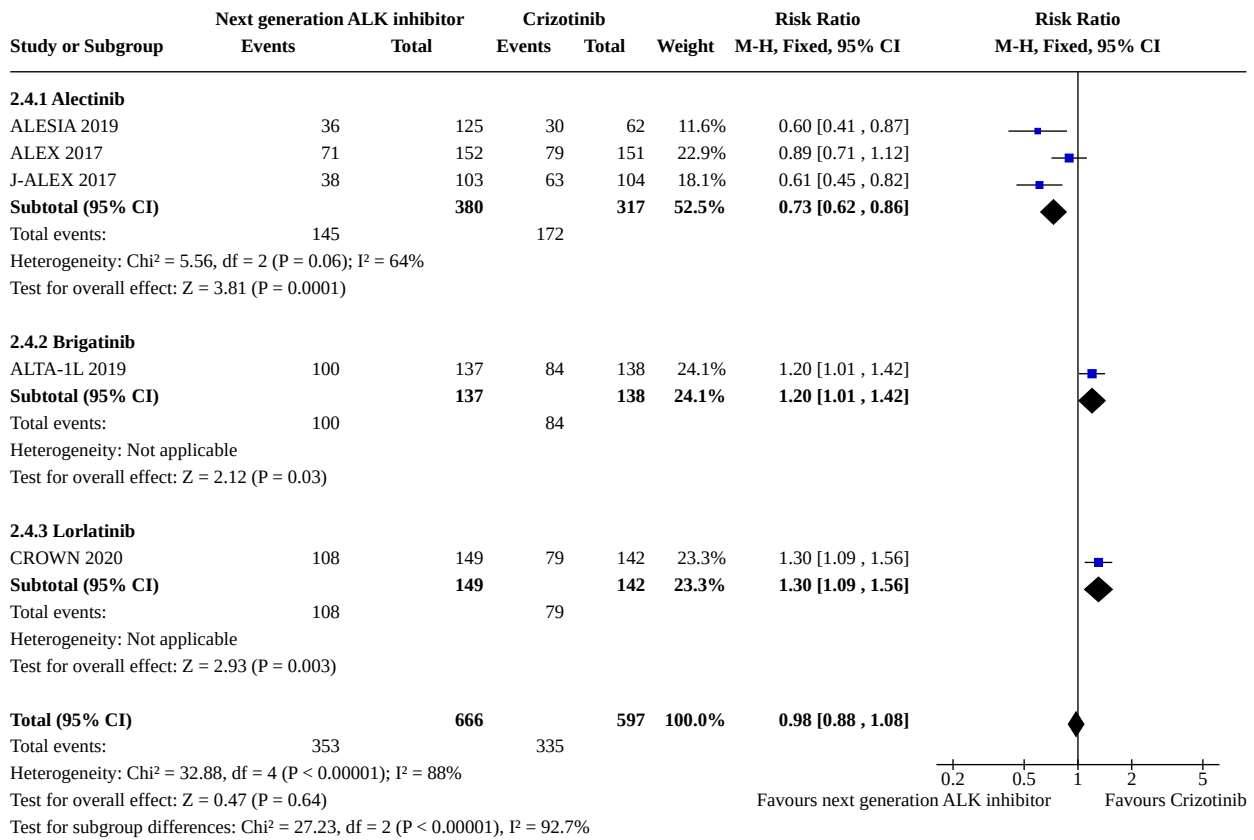 Next generation ALK inhibitor Crizotinib Risk Ratio Risk Ratio
Study or Subgroup Events Total Events Total Weight M-H, Fixed, 95% CI M-H, Fixed, 95% CI
2.4.1 Alectinib
ALESIA 2019 36 125 30 62 11.6% 0.60 [0.41 , 0.87]
ALEX 2017 71 152 79 151 22.9% 0.89 [0.71 , 1.12]
J-ALEX 2017 38 103 63 104 18.1% 0.61 [0.45 , 0.82]
Subtotal (95% CI) 380 317 52.5% 0.73 [0.62 , 0.86]
Total events: 145 172
Heterogeneity: Chi² = 5.56, df = 2 (P = 0.06); I² = 64%
Test for overall effect: Z = 3.81 (P = 0.0001)
2.4.2 Brigatinib
ALTA-1L 2019 100 137 84 138 24.1% 1.20 [1.01 , 1.42]
Subtotal (95% CI) 137 138 24.1% 1.20 [1.01 , 1.42]
Total events: 100 84
Heterogeneity: Not applicable
Test for overall effect: Z = 2.12 (P = 0.03)
2.4.3 Lorlatinib
CROWN 2020 108 149 79 142 23.3% 1.30 [1.09 , 1.56]
Subtotal (95% CI) 149 142 23.3% 1.30 [1.09 , 1.56]
Total events: 108 79
Heterogeneity: Not applicable
Test for overall effect: Z = 2.93 (P = 0.003)
Total (95% CI) 666 597 100.0% 0.98 [0.88 , 1.08]
Total events: 353 335
Heterogeneity: Chi² = 32.88, df = 4 (P < 0.00001); I² = 88%
0.2 0.5 1 2 5
Test for overall effect: Z = 0.47 (P = 0.64)
Favours next generation ALK inhibitor Favours Crizotinib
Test for subgroup differences: Chi² = 27.23, df = 2 (P < 0.00001), I² = 92.7%